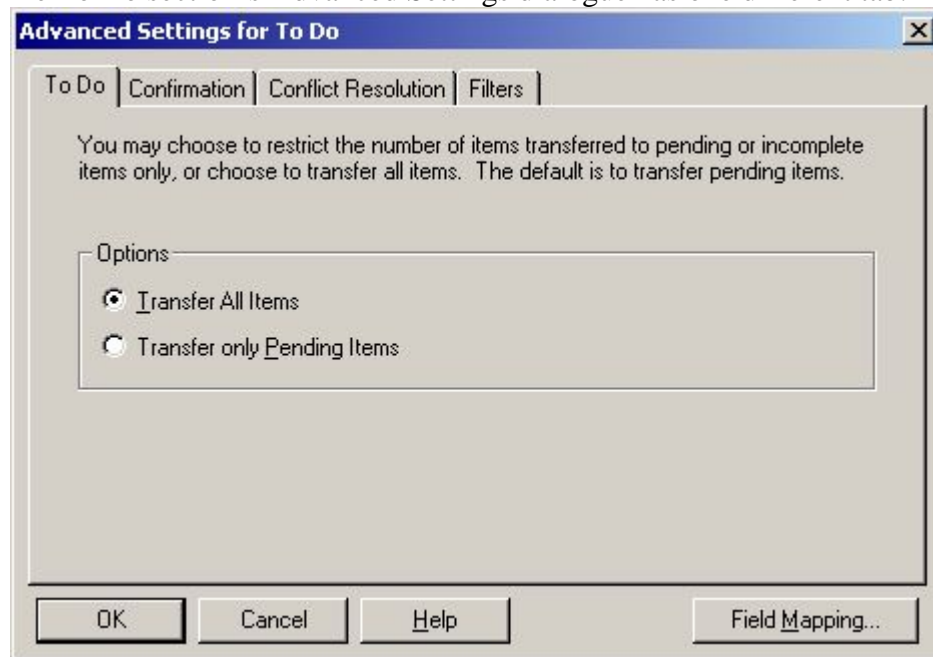 Advanced Settings for To Do
To Do Confirmation Conflict Resolution Filters
You may choose to restrict the number of items transferred to pending or incomplete
items only, or choose to transfer all items. The default is to transfer pending items.
Options
Transfer All Items
Transfer only Pending Items
OK Cancel Help Field Mapping...